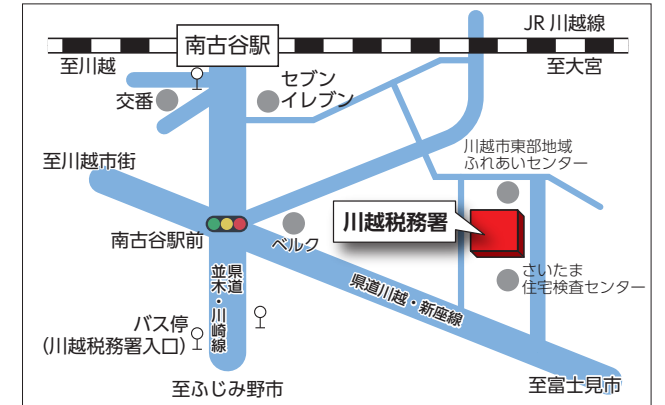 JR 川越線
南古谷駅
至川越
至大宮
セブン
イレブン
交番
川越市東部地域
ふれあいセンター
至川越市街
川越税務署
南古谷駅前
ベルク
さいたま
住宅検査センター
県道
並木・川崎線
県道川越・新座線
バス停
(川越税務署入口)
至ふじみ野市
至富士見市